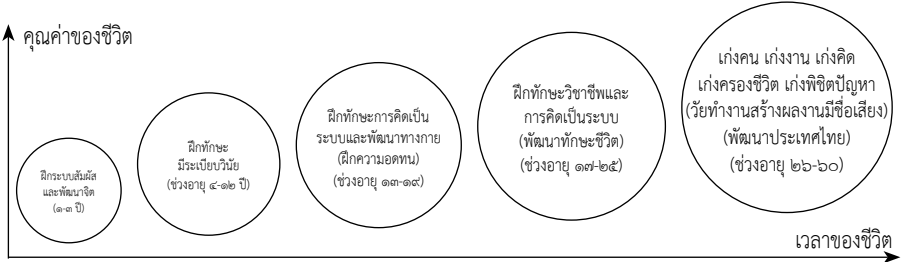 คุณค่าของชีวิต
ฝึกระบบสัมผัส
และพัฒนาจิต
(๑-๓ ปี)
ฝึกทักษะ
มีระเบียบวินัย
(ช่วงอายุ ๔-๑๒ ปี)
ฝึกทักษะการคิดเป็น
ระบบและพัฒนาทางกาย
(ฝึกความอดทน)
(ช่วงอายุ ๑๓-๑๙)
ฝึกทักษะวิชาชีพและ
การคิดเป็นระบบ
(พัฒนาทักษะชีวิต)
(ช่วงอายุ ๑๗-๒๕)
เก่งคน เก่งงาน เก่งคิด
เก่งครองชีวิต เก่งพิชิตปัญหา
(วัยทำงานสร้างผลงานมีชื่อเสียง)
(พัฒนาประเทศไทย)
(ช่วงอายุ ๒๖-๖๐)
เวลาของชีวิต